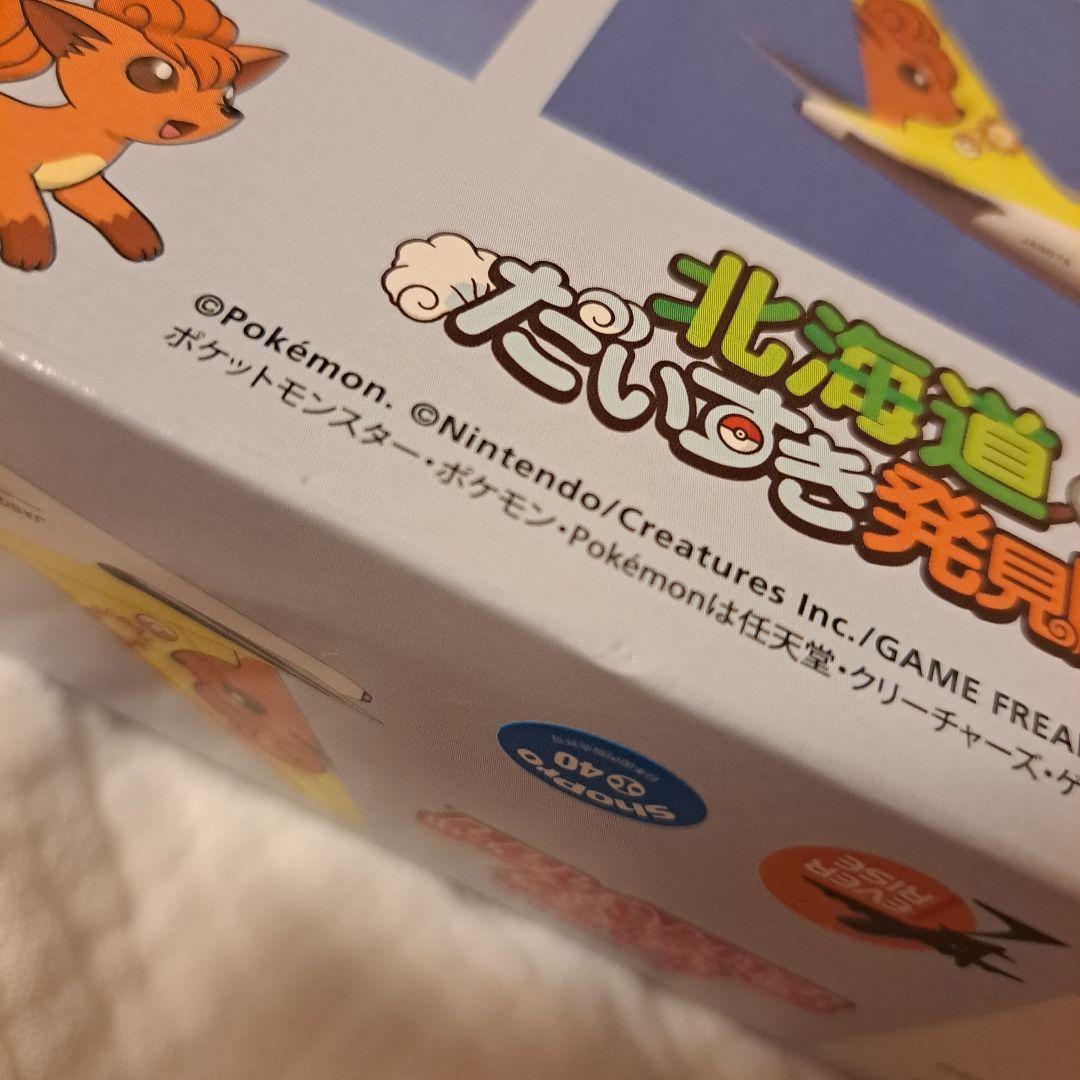 北海道
だいすき発見
©Pokémon. ©Nintendo/Creatures Inc./GAME FREA
ポケットモンスター・ポケモン・Pokémonは任天堂・クリーチャーズ・ゲ
ShoPro
40
EVER
RISE